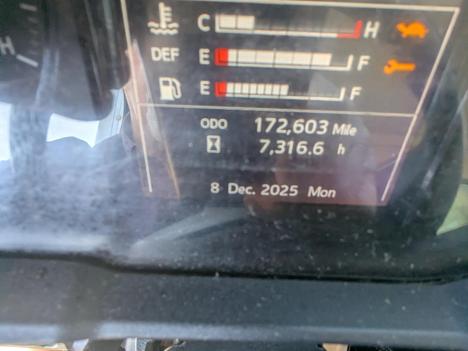 C H
DEF E F
E F
ODO 172,603 Mile
7,316.6 h
8 Dec. 2025 Mon
H